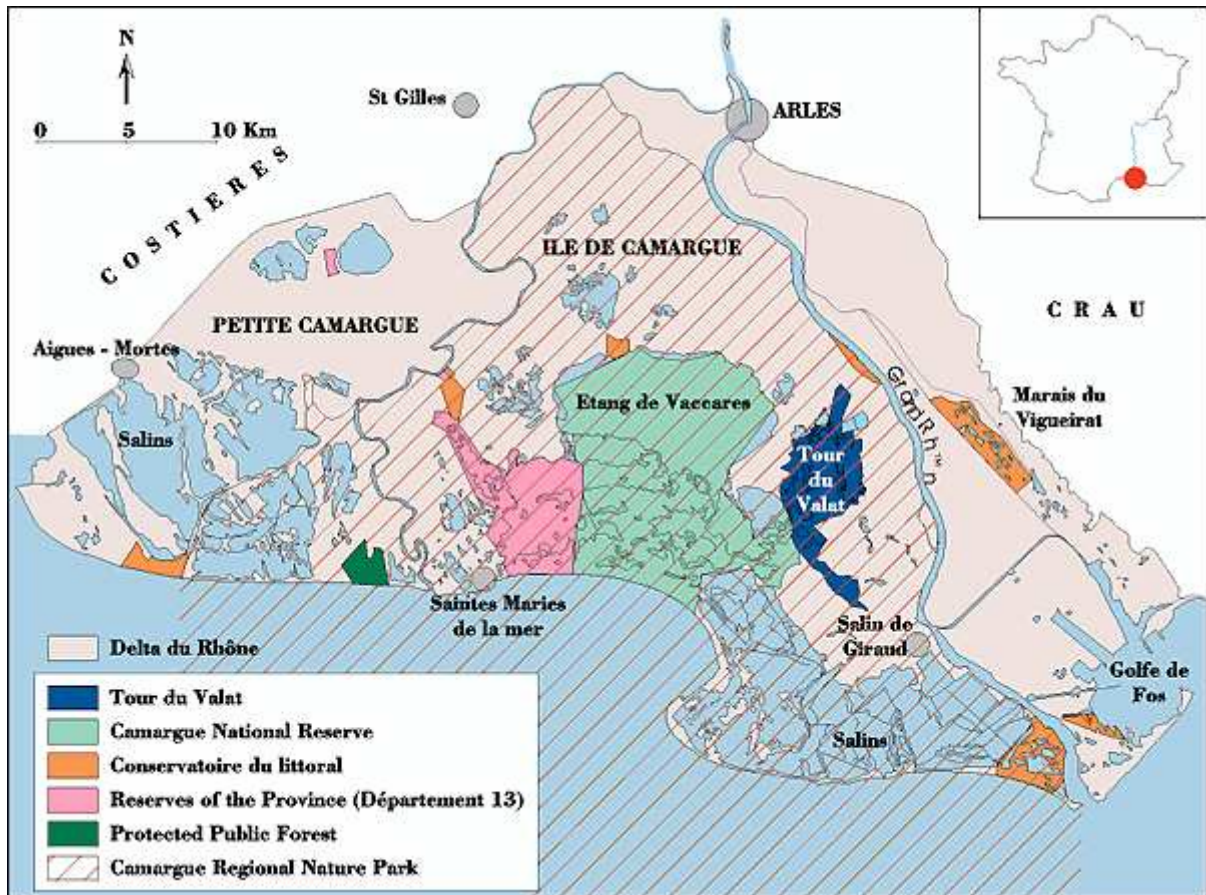 N
0 5 10 Km
St Gilles
ARLES
COSTIERES
ILE DE CAMARGUE
CRAU
PETITE CAMARGUE
Aigues - Mortes
Marais du
Vigueirat
Etang de Vaccares
Grand Rh™n
Salins
Tour
du
Valat
Saintes Maries
de la mer
Salin de
Giraud
Golfe de
Fos
Salins
Delta du Rhône
Tour du Valat
Camargue National Reserve
Conservatoire du littoral
Reserves of the Province (Département 13)
Protected Public Forest
Camargue Regional Nature Park